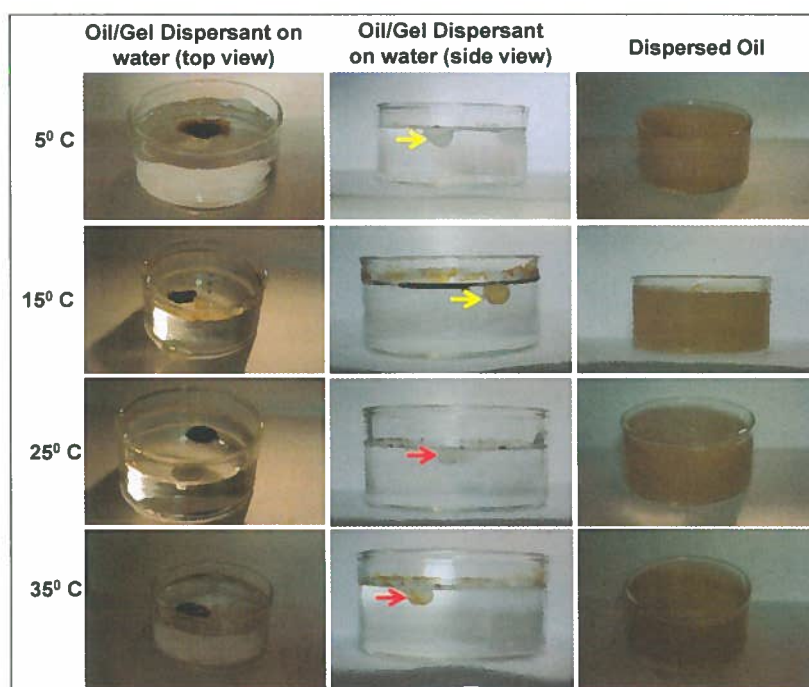 Oil/Gel Dispersant on
water (top view)
Oil/Gel Dispersant
on water (side view)
Dispersed Oil
5⁰ C
15⁰ C
25⁰ C
35⁰ C